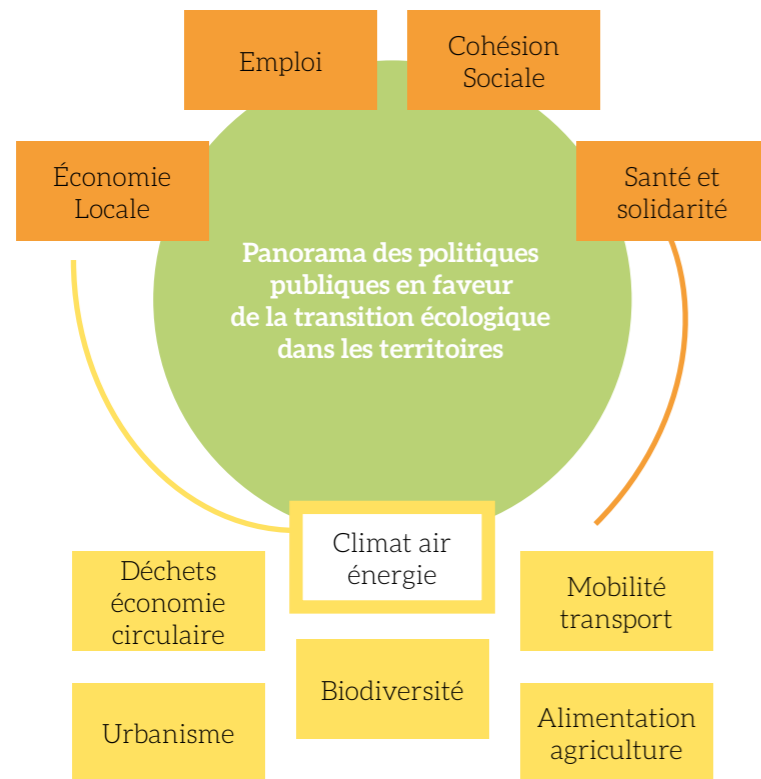 Emploi
Cohésion
Sociale
Économie
Locale
Santé et
solidarité
Panorama des politiques
publiques en faveur
de la transition écologique
dans les territoires
Climat air
énergie
Déchets
économie
circulaire
Mobilité
transport
Biodiversité
Urbanisme
Alimentation
agriculture